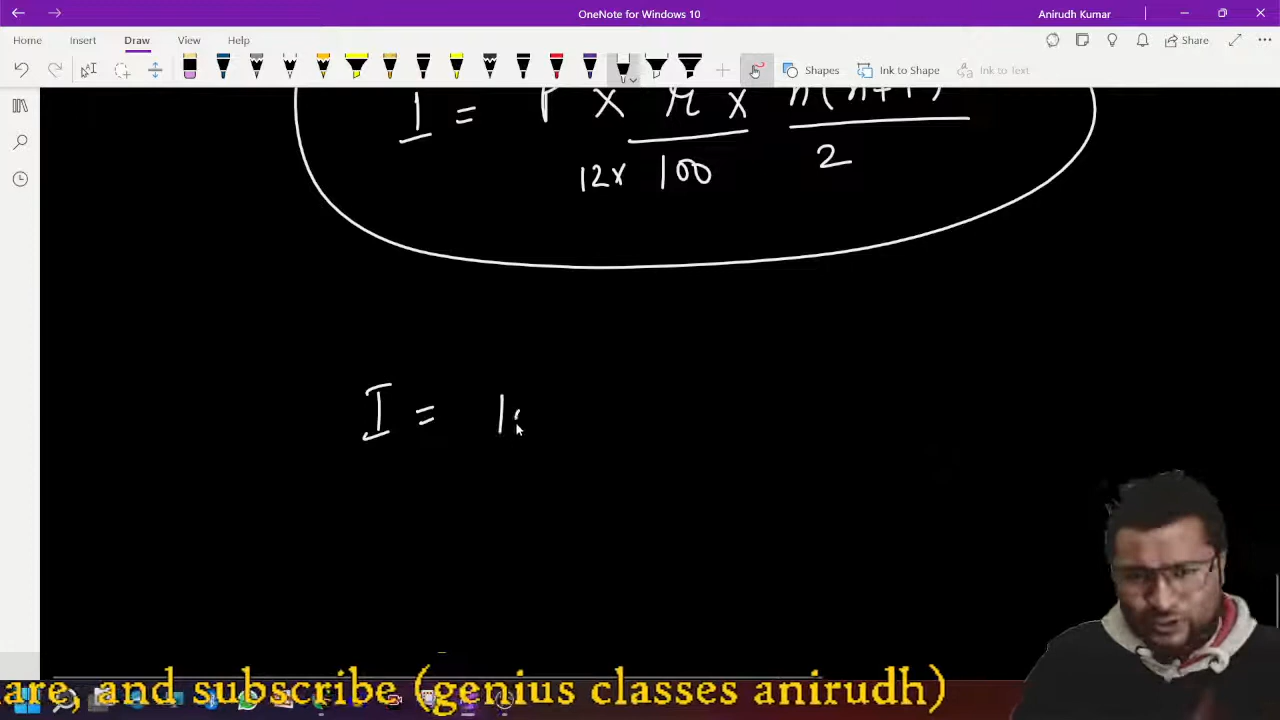 OneNote for Windows 10
Anirudh Kumar
Home Insert Draw View Help
Share
Shapes Ink to Shape Ink to Text
I = P × r × n(n+1)
12× 100 2
I =
are, and subscribe (genius classes anirudh)